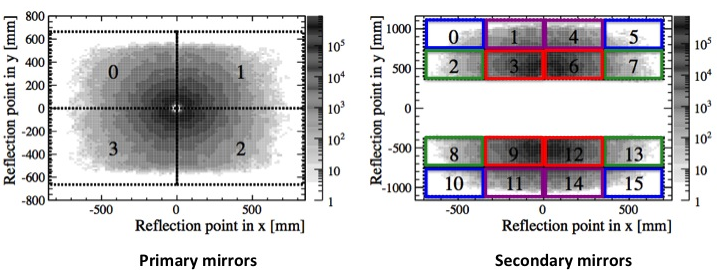 800
600
400
200
0
-200
-400
-600
-800
Reflection point in y [mm]
0 1
3 2
-500 0 500
Reflection point in x [mm]
10⁵
10⁴
10³
10²
10
1
Primary mirrors
1000
500
0
-500
-1000
Reflection point in y [mm]
0 1 4 5
2 3 6 7
8 9 12 13
10 11 14 15
-500 0 500
Reflection point in x [mm]
10⁵
10⁴
10³
10²
10
1
Secondary mirrors